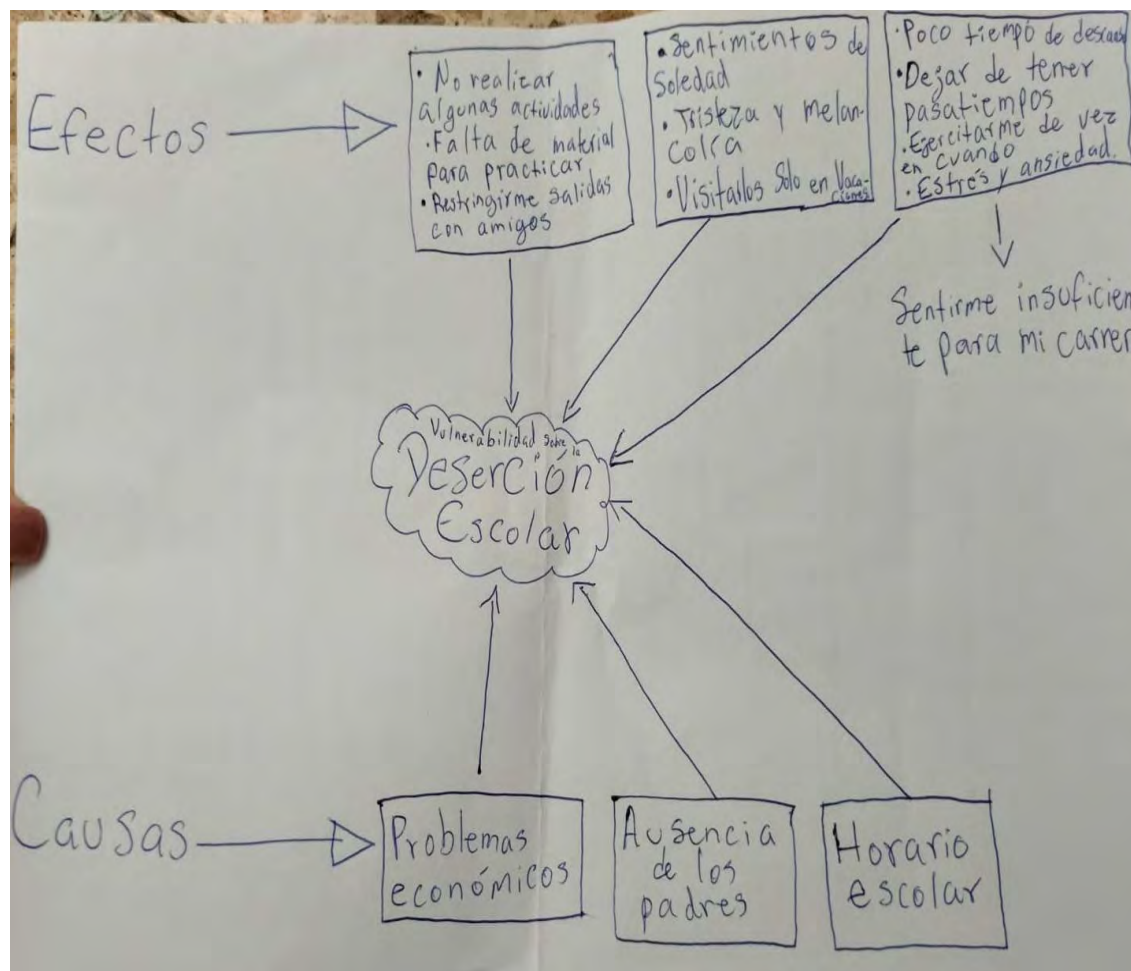 Efectos
• No realizar
algunas actividades
• Falta de material
para practicar
• Restringirme salidas
con amigos
• Sentimientos de
Soledad
• Tristeza y melan-
colía
• Visitarlos Solo en Vaca-
ciones
• Poco tiempo de
• Dejar de tener
pasatiempos
• Ejercitarme de vez
en cuando
• Estrés y ansiedad.
Sentirme insuficien
te para mi carrer
Vulnerabilidad sobre la
Deserción
Escolar
Causas
Problemas
económicos
Ausencia
de los
padres
Horario
escolar